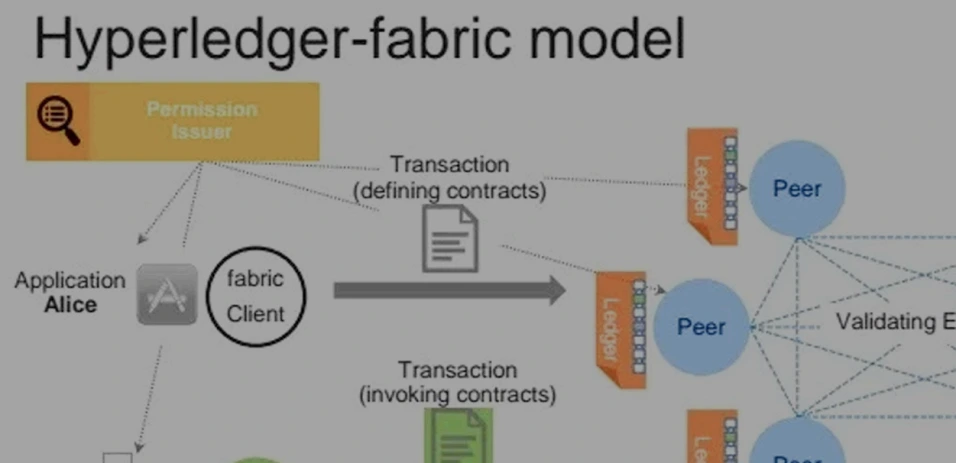 Hyperledger-fabric model
Permission
Issuer
Transaction
(defining contracts)
Ledger
Peer
Application
Alice
fabric
Client
Ledger
Peer
Validating E
Transaction
(invoking contracts)
Le
Peer